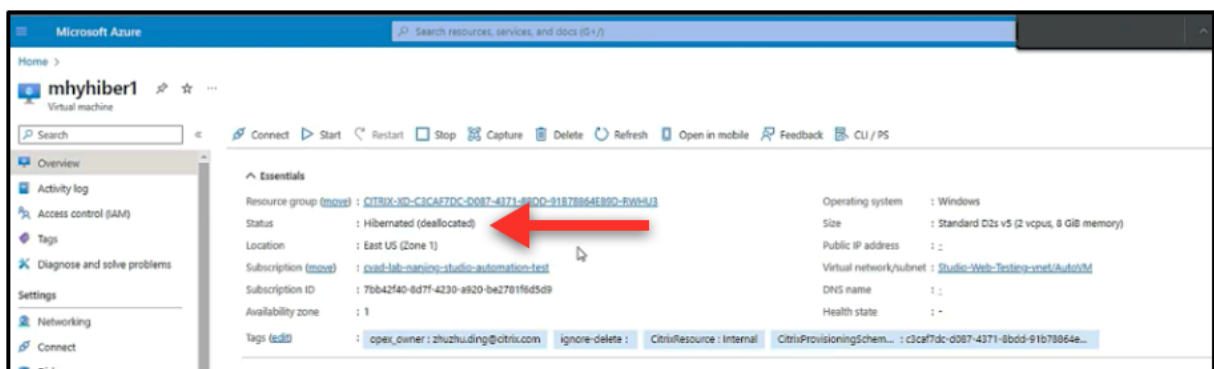 Microsoft Azure
Search resources, services, and docs (G+/)
Home >
mhyhiber1
Virtual machine
Search
Connect Start Restart Stop Capture Delete Refresh Open in mobile Feedback CLI / PS
Overview
Activity log
Access control (IAM)
Tags
Diagnose and solve problems
Settings
Networking
Connect
Essentials
Resource group (move) : CITRIX-XD-C3CAF7DC-D087-4371-8BDD-91B78864E89D-RWHU3
Status : Hibernated (deallocated)
Location : East US (Zone 1)
Subscription (move) : cvad-lab-nanjing-studio-automation-test
Subscription ID : 7bb42f40-8d7f-4230-a920-be2781f6d5d9
Availability zone : 1
Operating system : Windows
Size : Standard D2s v5 (2 vcpus, 8 GiB memory)
Public IP address : -
Virtual network/subnet : Studio-Web-Testing-vnet/AutoVM
DNS name : -
Health state : -
Tags (edit) : opex_owner : zhuzhu.ding@citrix.com ignore-delete : CitrixResource : Internal CitrixProvisioningSchem... : c3caf7dc-d087-4371-8bdd-91b78864e...